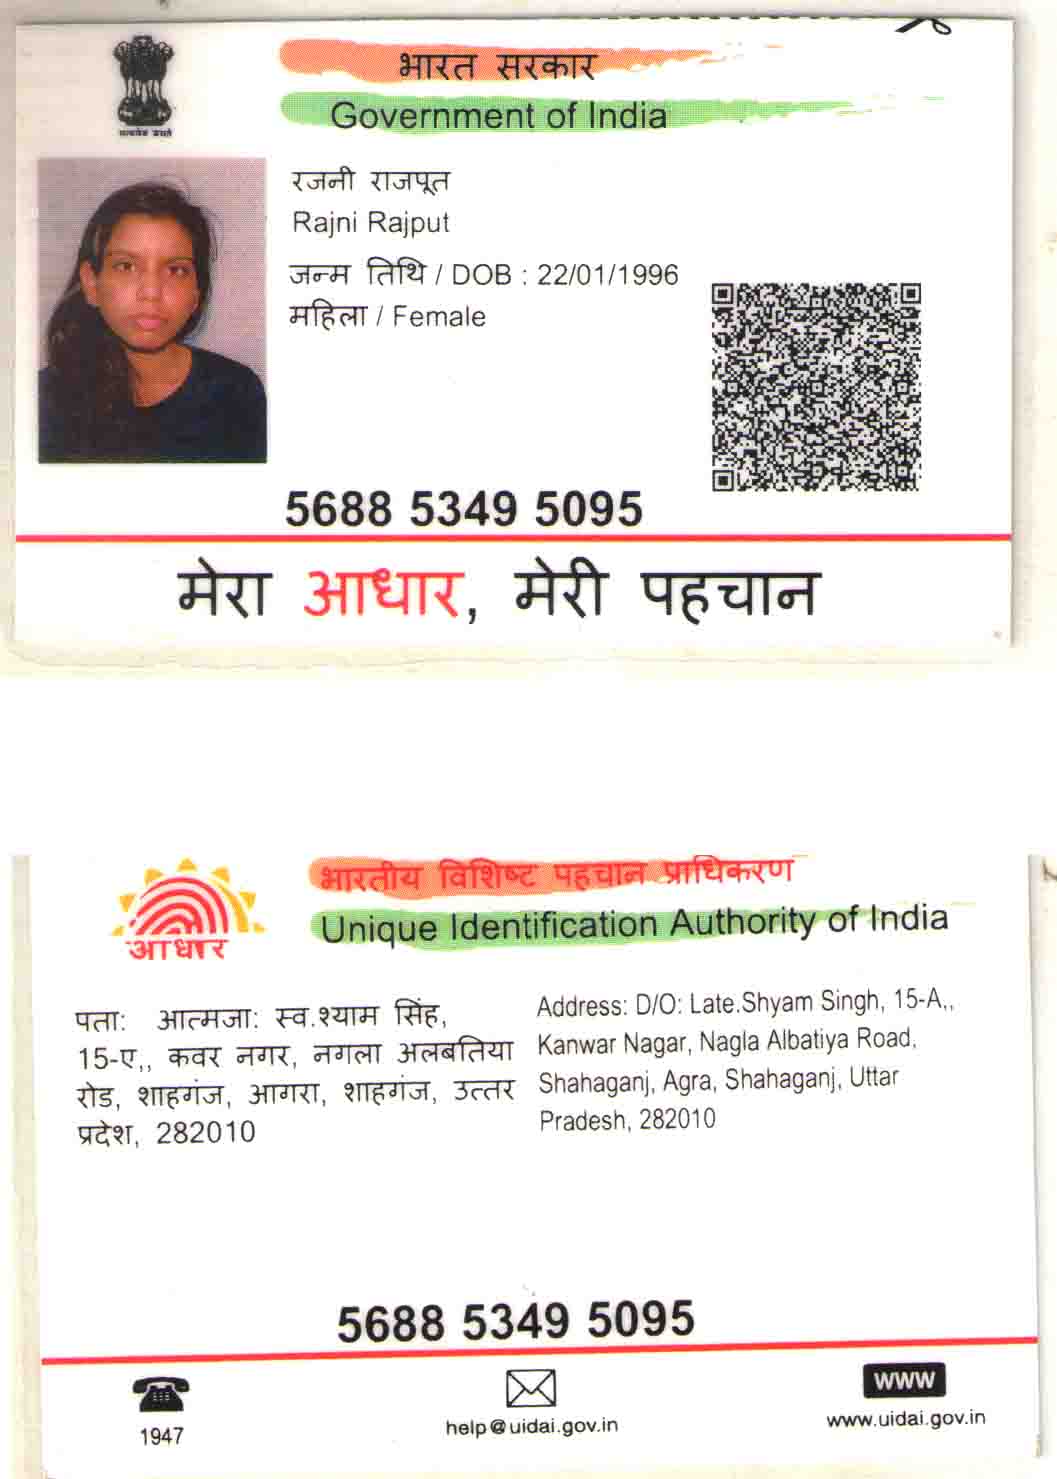 सत्यमेव जयते
भारत सरकार
Government of India
रजनी राजपूत
Rajni Rajput
जन्म तिथि / DOB : 22/01/1996
महिला / Female
5688 5349 5095
मेरा आधार, मेरी पहचान
भारतीय विशिष्ट पहचान प्राधिकरण
Unique Identification Authority of India
आधार
पता: आत्मजा: स्व.श्याम सिंह,
15-ए,, कवर नगर, नगला अलबतिया
रोड, शाहगंज, आगरा, शाहगंज, उत्तर
प्रदेश, 282010
Address: D/O: Late.Shyam Singh, 15-A,,
Kanwar Nagar, Nagla Albatiya Road,
Shahaganj, Agra, Shahaganj, Uttar
Pradesh, 282010
5688 5349 5095
1947
help@uidai.gov.in
www
www.uidai.gov.in